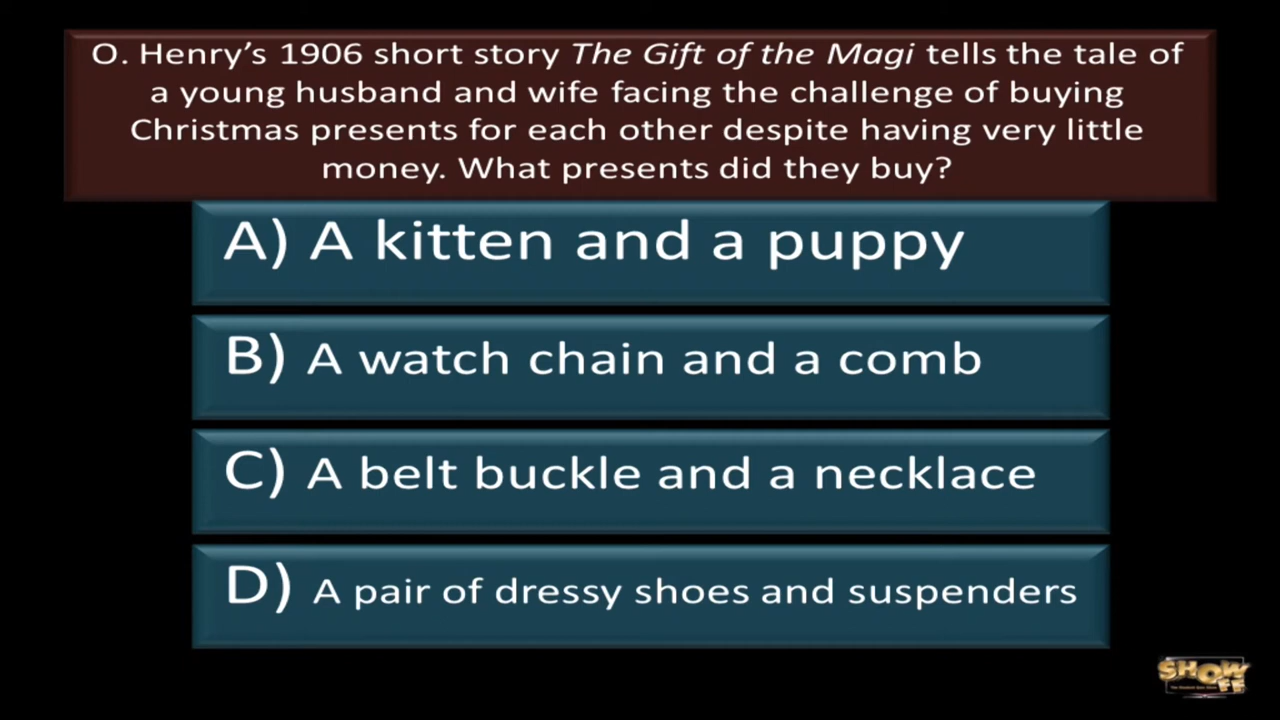 O. Henry's 1906 short story The Gift of the Magi tells the tale of
a young husband and wife facing the challenge of buying
Christmas presents for each other despite having very little
money. What presents did they buy?
A) A kitten and a puppy
B) A watch chain and a comb
C) A belt buckle and a necklace
D) A pair of dressy shoes and suspenders
SHOW
FF